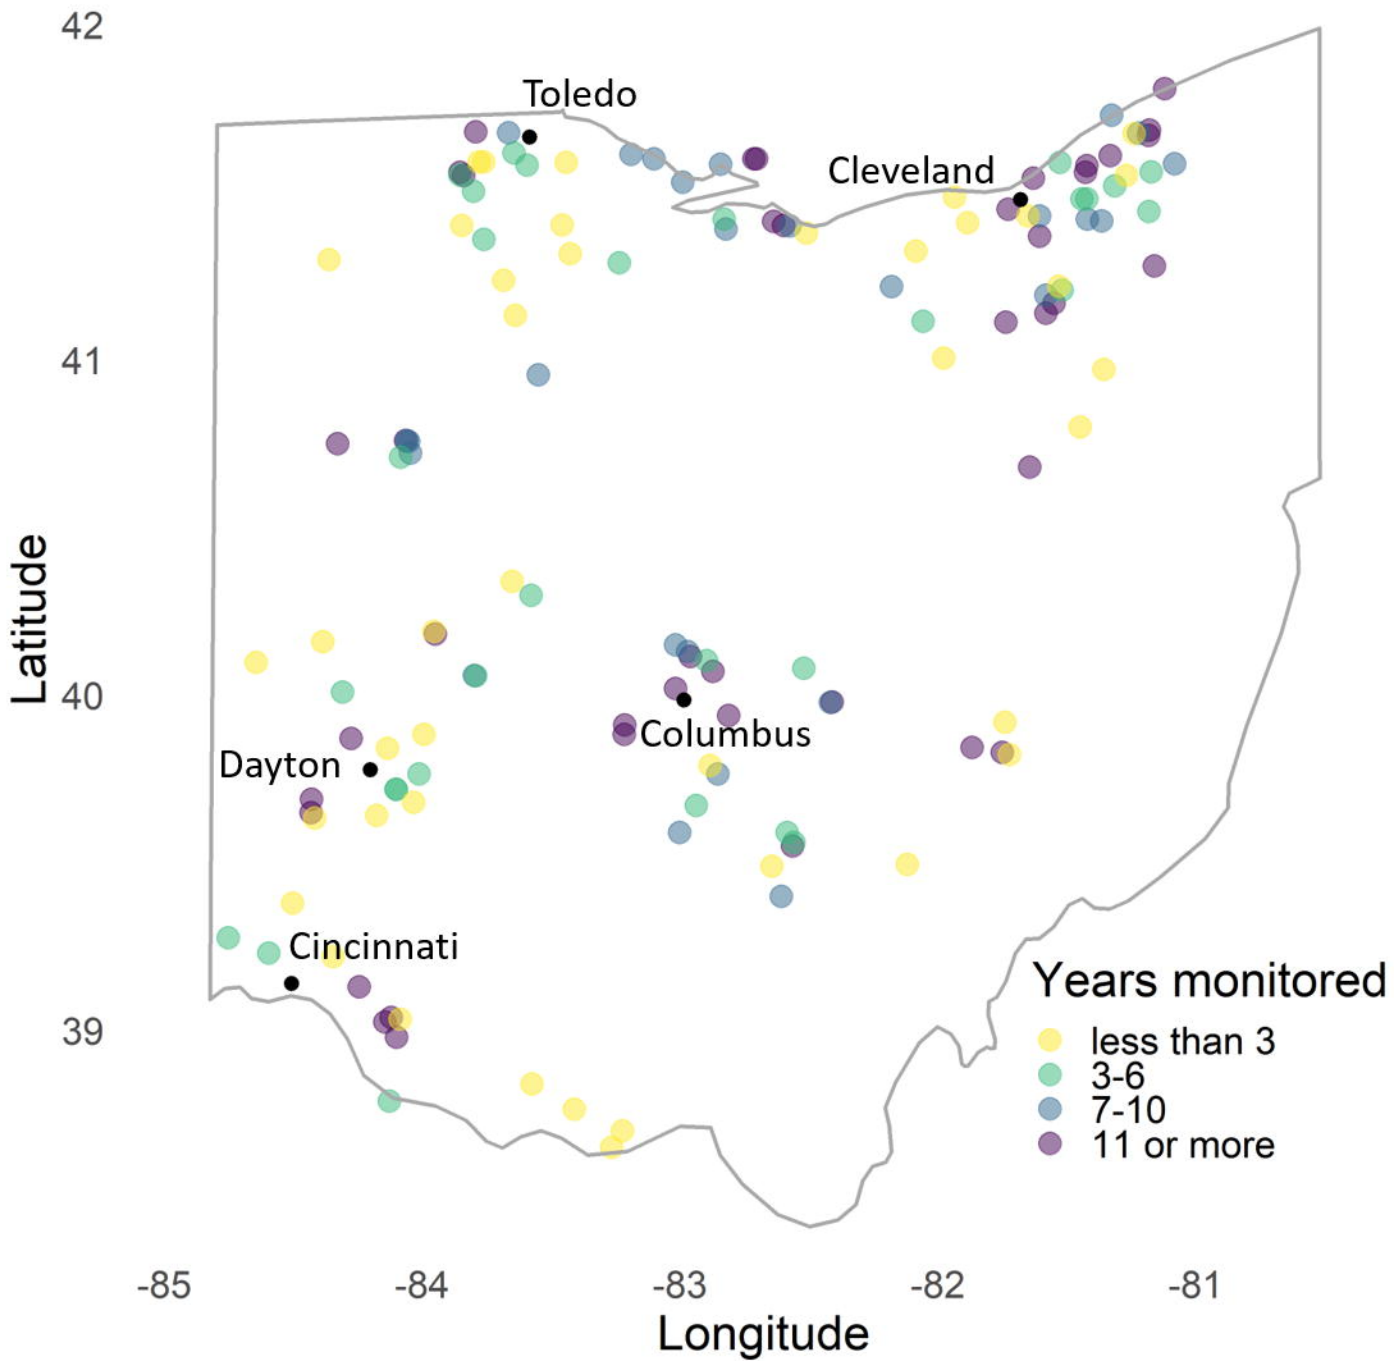 42
Toledo
Cleveland
41
Latitude
40
Columbus
Dayton
Cincinnati
39
Years monitored
less than 3
3-6
7-10
11 or more
-85 -84 -83 -82 -81
Longitude